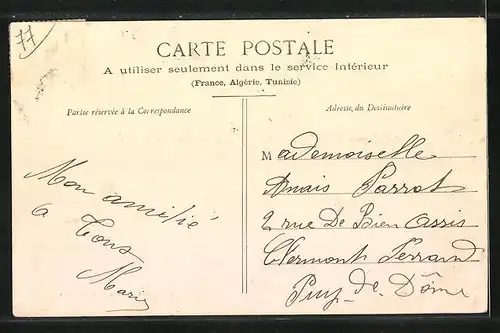 77
CARTE POSTALE
A utiliser seulement dans le service intérieur
(France, Algérie, Tunisie)
Partie réservée à la Correspondance
Adresse du Destinataire
Mon amitié
a Tous
Marie
Mademoiselle
Anais Parrot
2 rue De Bien Assis
Clermont Ferrand
Puy-de-Dôme